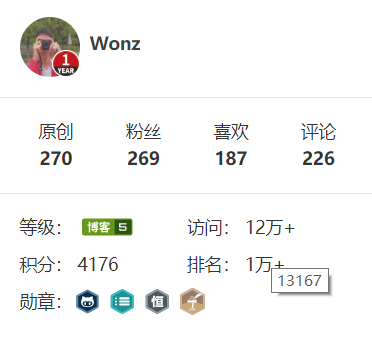 Wonz
1
YEAR
原创 粉丝 喜欢 评论
270 269 187 226
等级： 博客 5 访问： 12万+
积分： 4176 排名： 1万+
13167
勋章： 恒